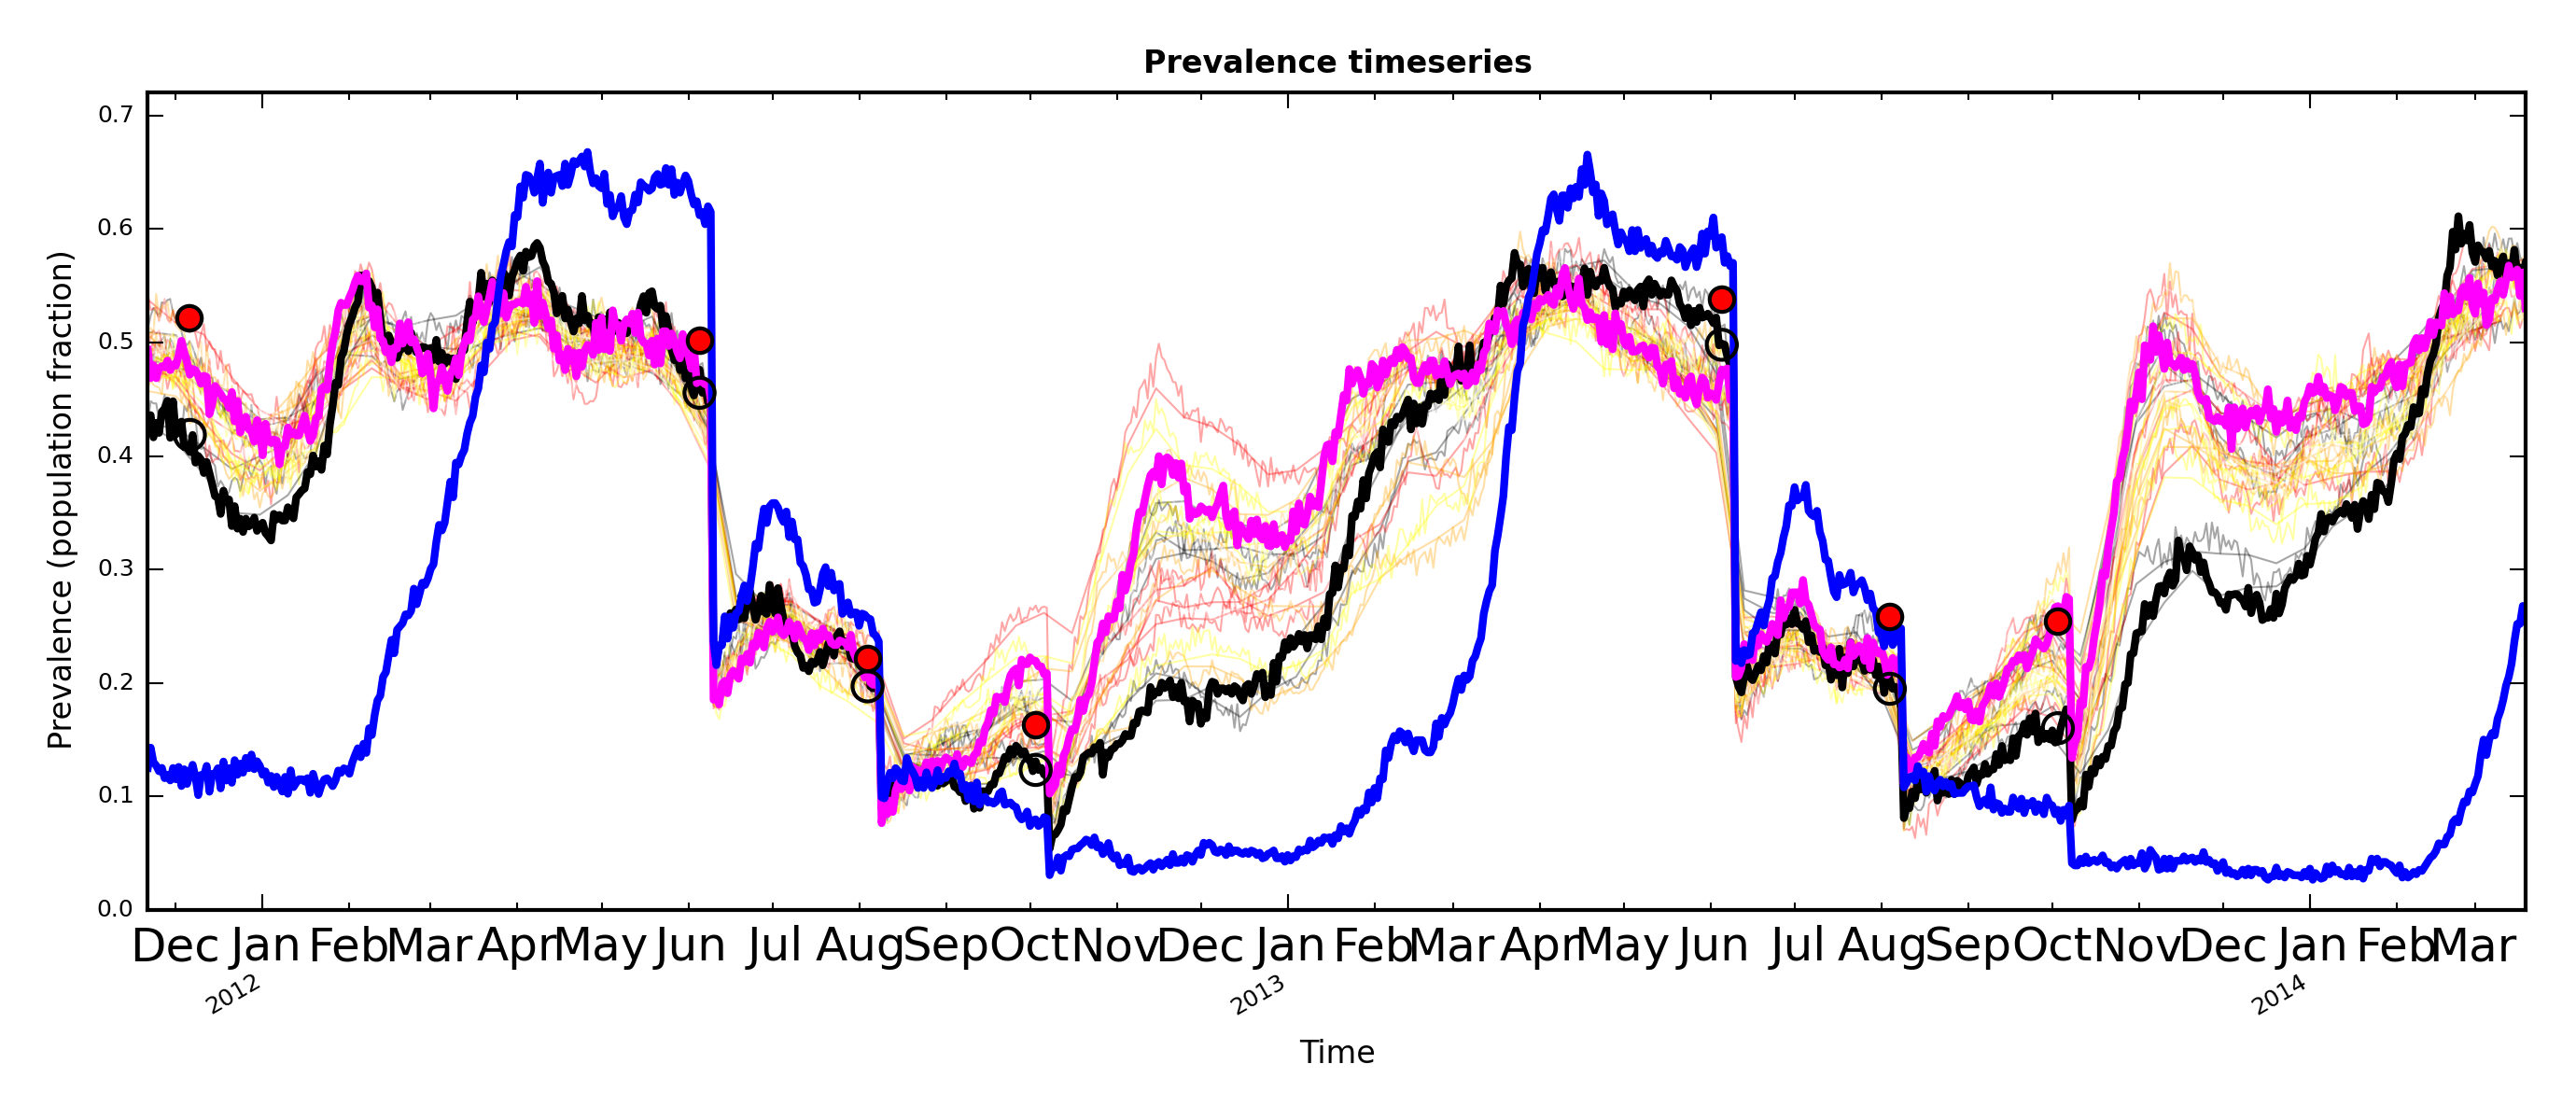 Prevalence timeseries
Prevalence (population fraction)
0.7
0.6
0.5
0.4
0.3
0.2
0.1
0.0
Dec Jan Feb Mar Apr May Jun Jul Aug Sep Oct Nov Dec Jan Feb Mar Apr May Jun Jul Aug Sep Oct Nov Dec Jan Feb Mar
2012 2013 2014
Time